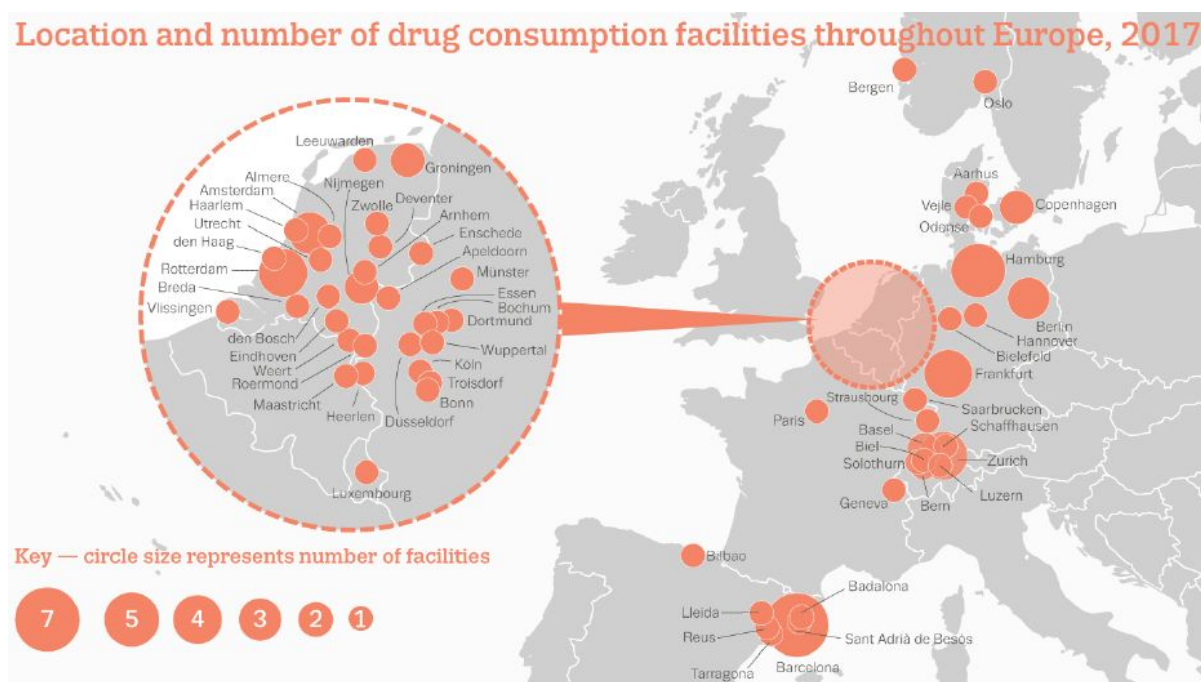 Location and number of drug consumption facilities throughout Europe, 2017
Bergen
Oslo
Leeuwarden
Groningen
Nijmegen
Almere
Deventer
Amsterdam
Zwolle
Haarlem
Arnhem
Utrecht
Enschede
den Haag
Apeldoorn
Rotterdam
Münster
Breda
Essen
Vlissingen
Bochum
Dortmund
den Bosch
Wuppertal
Eindhoven
Weert
Köln
Roermond
Troisdorf
Maastricht
Bonn
Heerlen
Düsseldorf
Luxembourg
Aarhus
Vejle
Copenhagen
Odense
Hamburg
Berlin
Hannover
Bielefeld
Frankfurt
Strausbourg
Saarbrücken
Paris
Basel
Schaffhausen
Biel
Solothurn
Zurich
Geneva
Bern
Luzern
Bilbao
Badalona
Lleida
Reus
Sant Adrià de Besòs
Tarragona
Barcelona
Key — circle size represents number of facilities
7 5 4 3 2 1